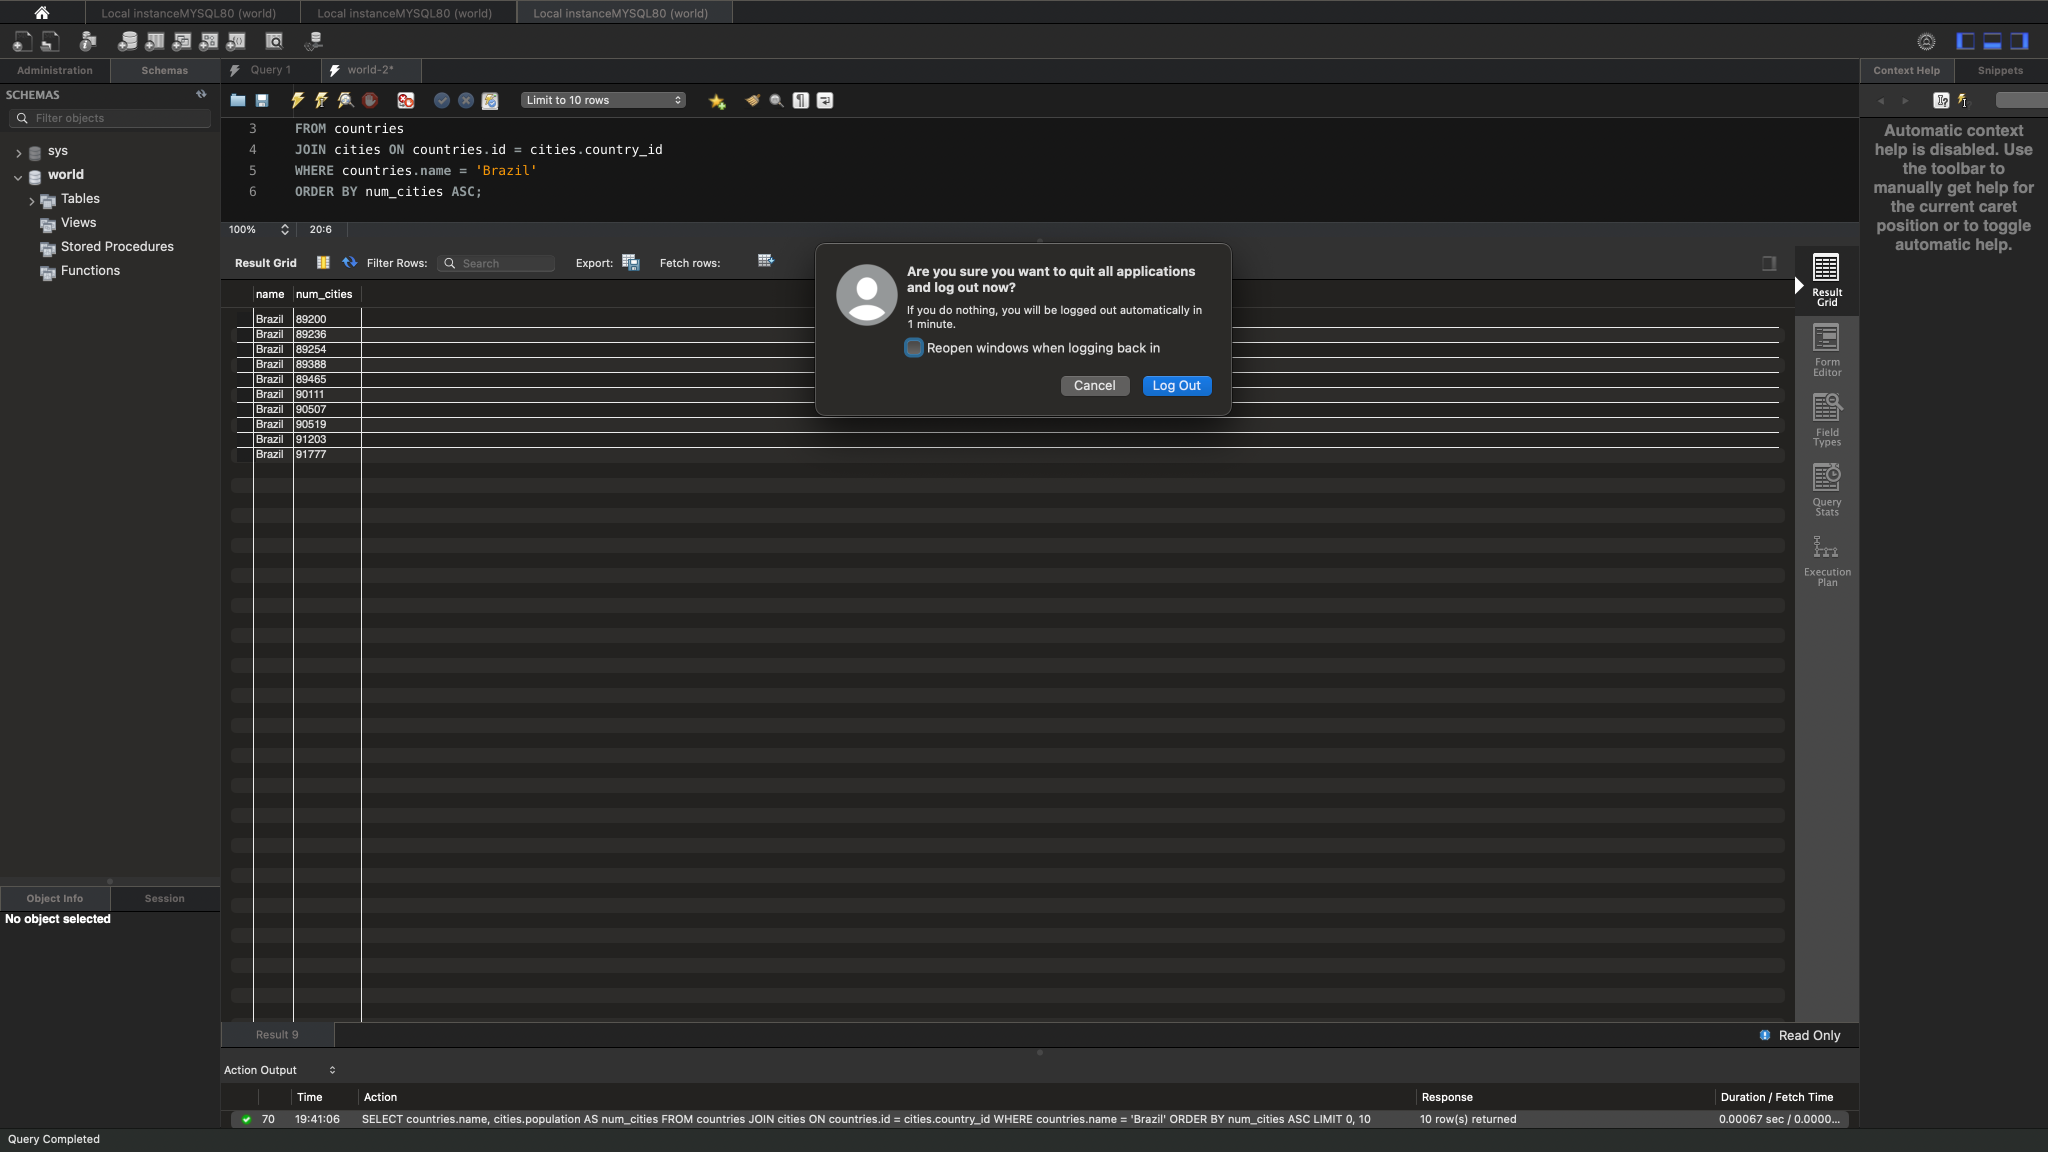 Local instanceMYSQL80 (world)
Local instanceMYSQL80 (world)
Local instanceMYSQL80 (world)
Administration
Schemas
Query 1
world-2*
Context Help
Snippets
SCHEMAS
Filter objects
sys
world
Tables
Views
Stored Procedures
Functions
Limit to 10 rows
3 FROM countries
4 JOIN cities ON countries.id = cities.country_id
5 WHERE countries.name = 'Brazil'
6 ORDER BY num_cities ASC;
100%
20:6
Result Grid
Filter Rows:
Search
Export:
Fetch rows:
name num_cities
Brazil 89200
Brazil 89236
Brazil 89254
Brazil 89388
Brazil 89465
Brazil 90111
Brazil 90507
Brazil 90519
Brazil 91203
Brazil 91777
Are you sure you want to quit all applications
and log out now?
If you do nothing, you will be logged out automatically in
1 minute.
Reopen windows when logging back in
Cancel
Log Out
Result
Grid
Form
Editor
Field
Types
Query
Stats
Execution
Plan
Automatic context
help is disabled. Use
the toolbar to
manually get help for
the current caret
position or to toggle
automatic help.
Object Info
Session
No object selected
Result 9
Read Only
Action Output
Time Action Response Duration / Fetch Time
70 19:41:06 SELECT countries.name, cities.population AS num_cities FROM countries JOIN cities ON countries.id = cities.country_id WHERE countries.name = 'Brazil' ORDER BY num_cities ASC LIMIT 0, 10 10 row(s) returned 0.00067 sec / 0.0000...
Query Completed